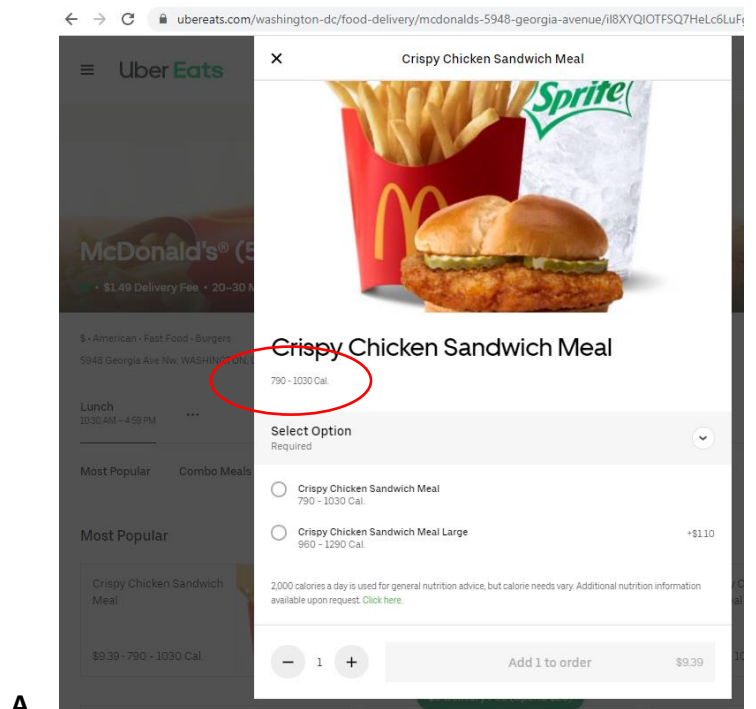 ubereats.com/washington-dc/food-delivery/mcdonalds-5948-georgia-avenue/il8XYQIOTFSQ7HeLc6LuFg
Uber Eats
Crispy Chicken Sandwich Meal
Sprite
McDonald's® (5
• $1.49 Delivery Fee • 20–30 M
$ • American • Fast Food • Burgers
5948 Georgia Ave Nw, WASHINGTON,
Lunch
10:30 AM – 4:59 PM
...
Most Popular Combo Meals
Most Popular
Crispy Chicken Sandwich
Meal
$9.39 • 790 - 1030 Cal.
Crispy Chicken Sandwich Meal
790 - 1030 Cal.
Select Option
Required
Crispy Chicken Sandwich Meal
790 - 1030 Cal.
Crispy Chicken Sandwich Meal Large
960 - 1290 Cal.
+$1.10
2,000 calories a day is used for general nutrition advice, but calorie needs vary. Additional nutrition information
available upon request. Click here.
1
Add 1 to order
$9.39
A